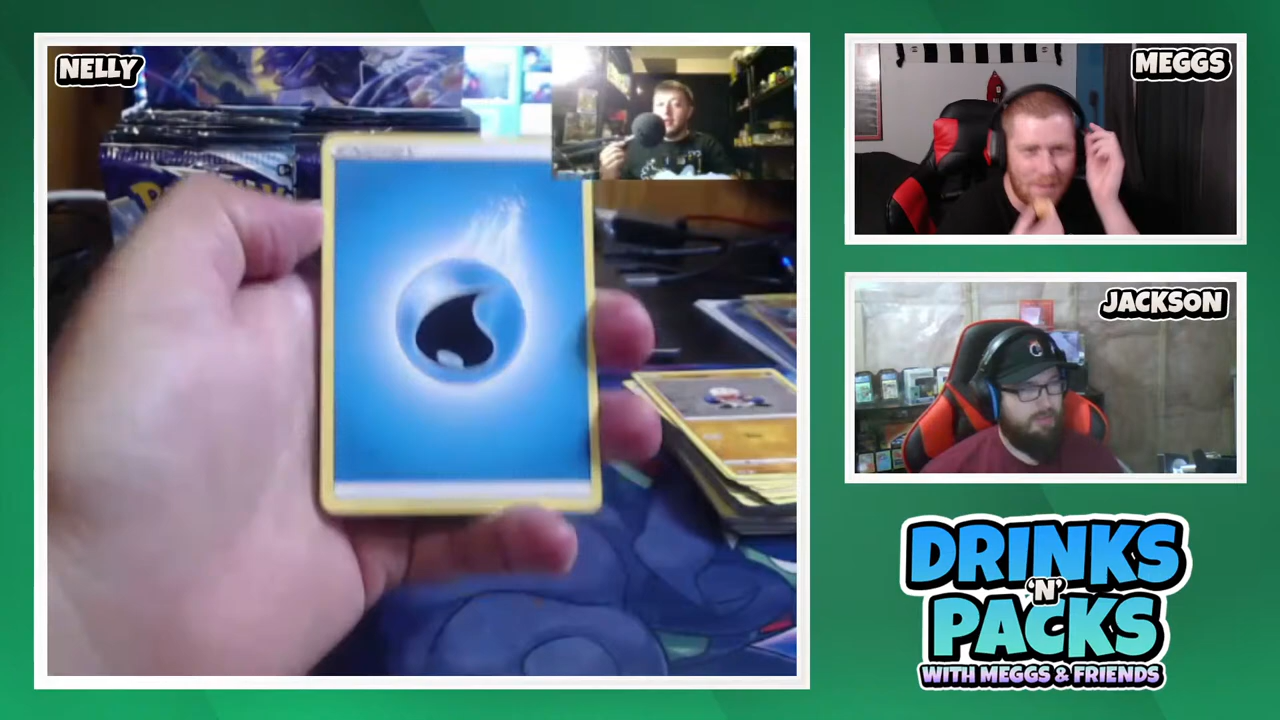 NELLY
MEGGS
JACKSON
DRINKS
'N'
PACKS
WITH MEGGS & FRIENDS